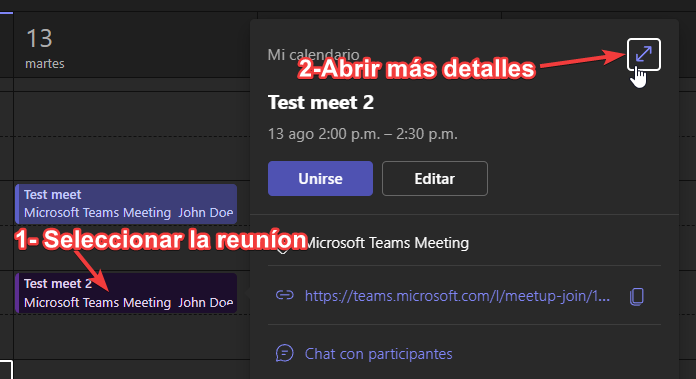 13
martes
Mi calendario
2-Abrir más detalles
Test meet 2
13 ago 2:00 p.m. – 2:30 p.m.
Unirse
Editar
Test meet
Microsoft Teams Meeting John Doe
1- Seleccionar la reuníon
Microsoft Teams Meeting
Test meet 2
Microsoft Teams Meeting John Doe
https://teams.microsoft.com/l/meetup-join/1...
Chat con participantes